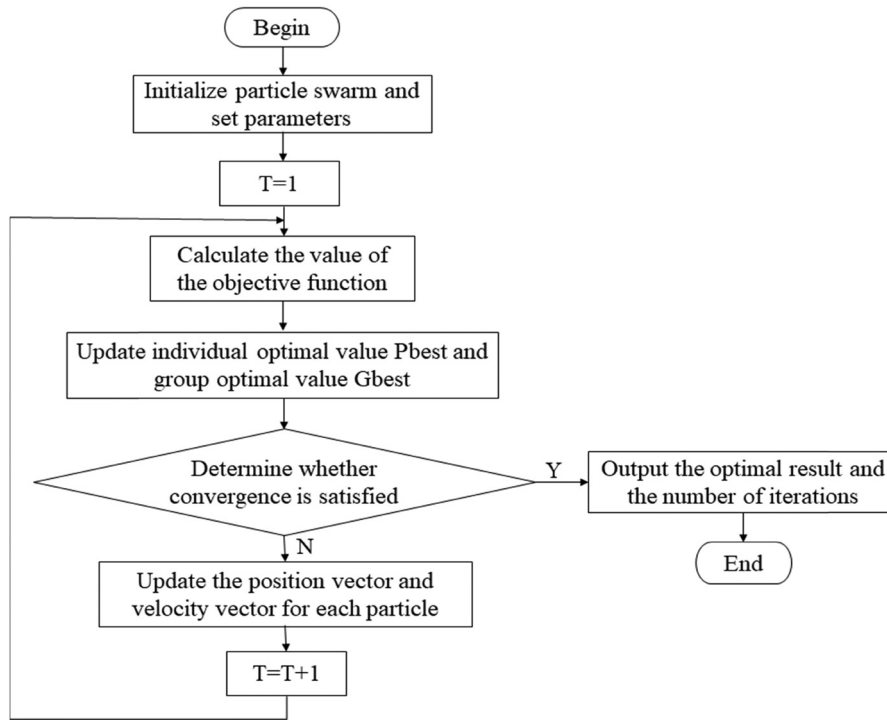 Begin
Initialize particle swarm and
set parameters
T=1
Calculate the value of
the objective function
Update individual optimal value Pbest and
group optimal value Gbest
Determine whether
convergence is satisfied
Y
Output the optimal result and
the number of iterations
End
N
Update the position vector and
velocity vector for each particle
T=T+1